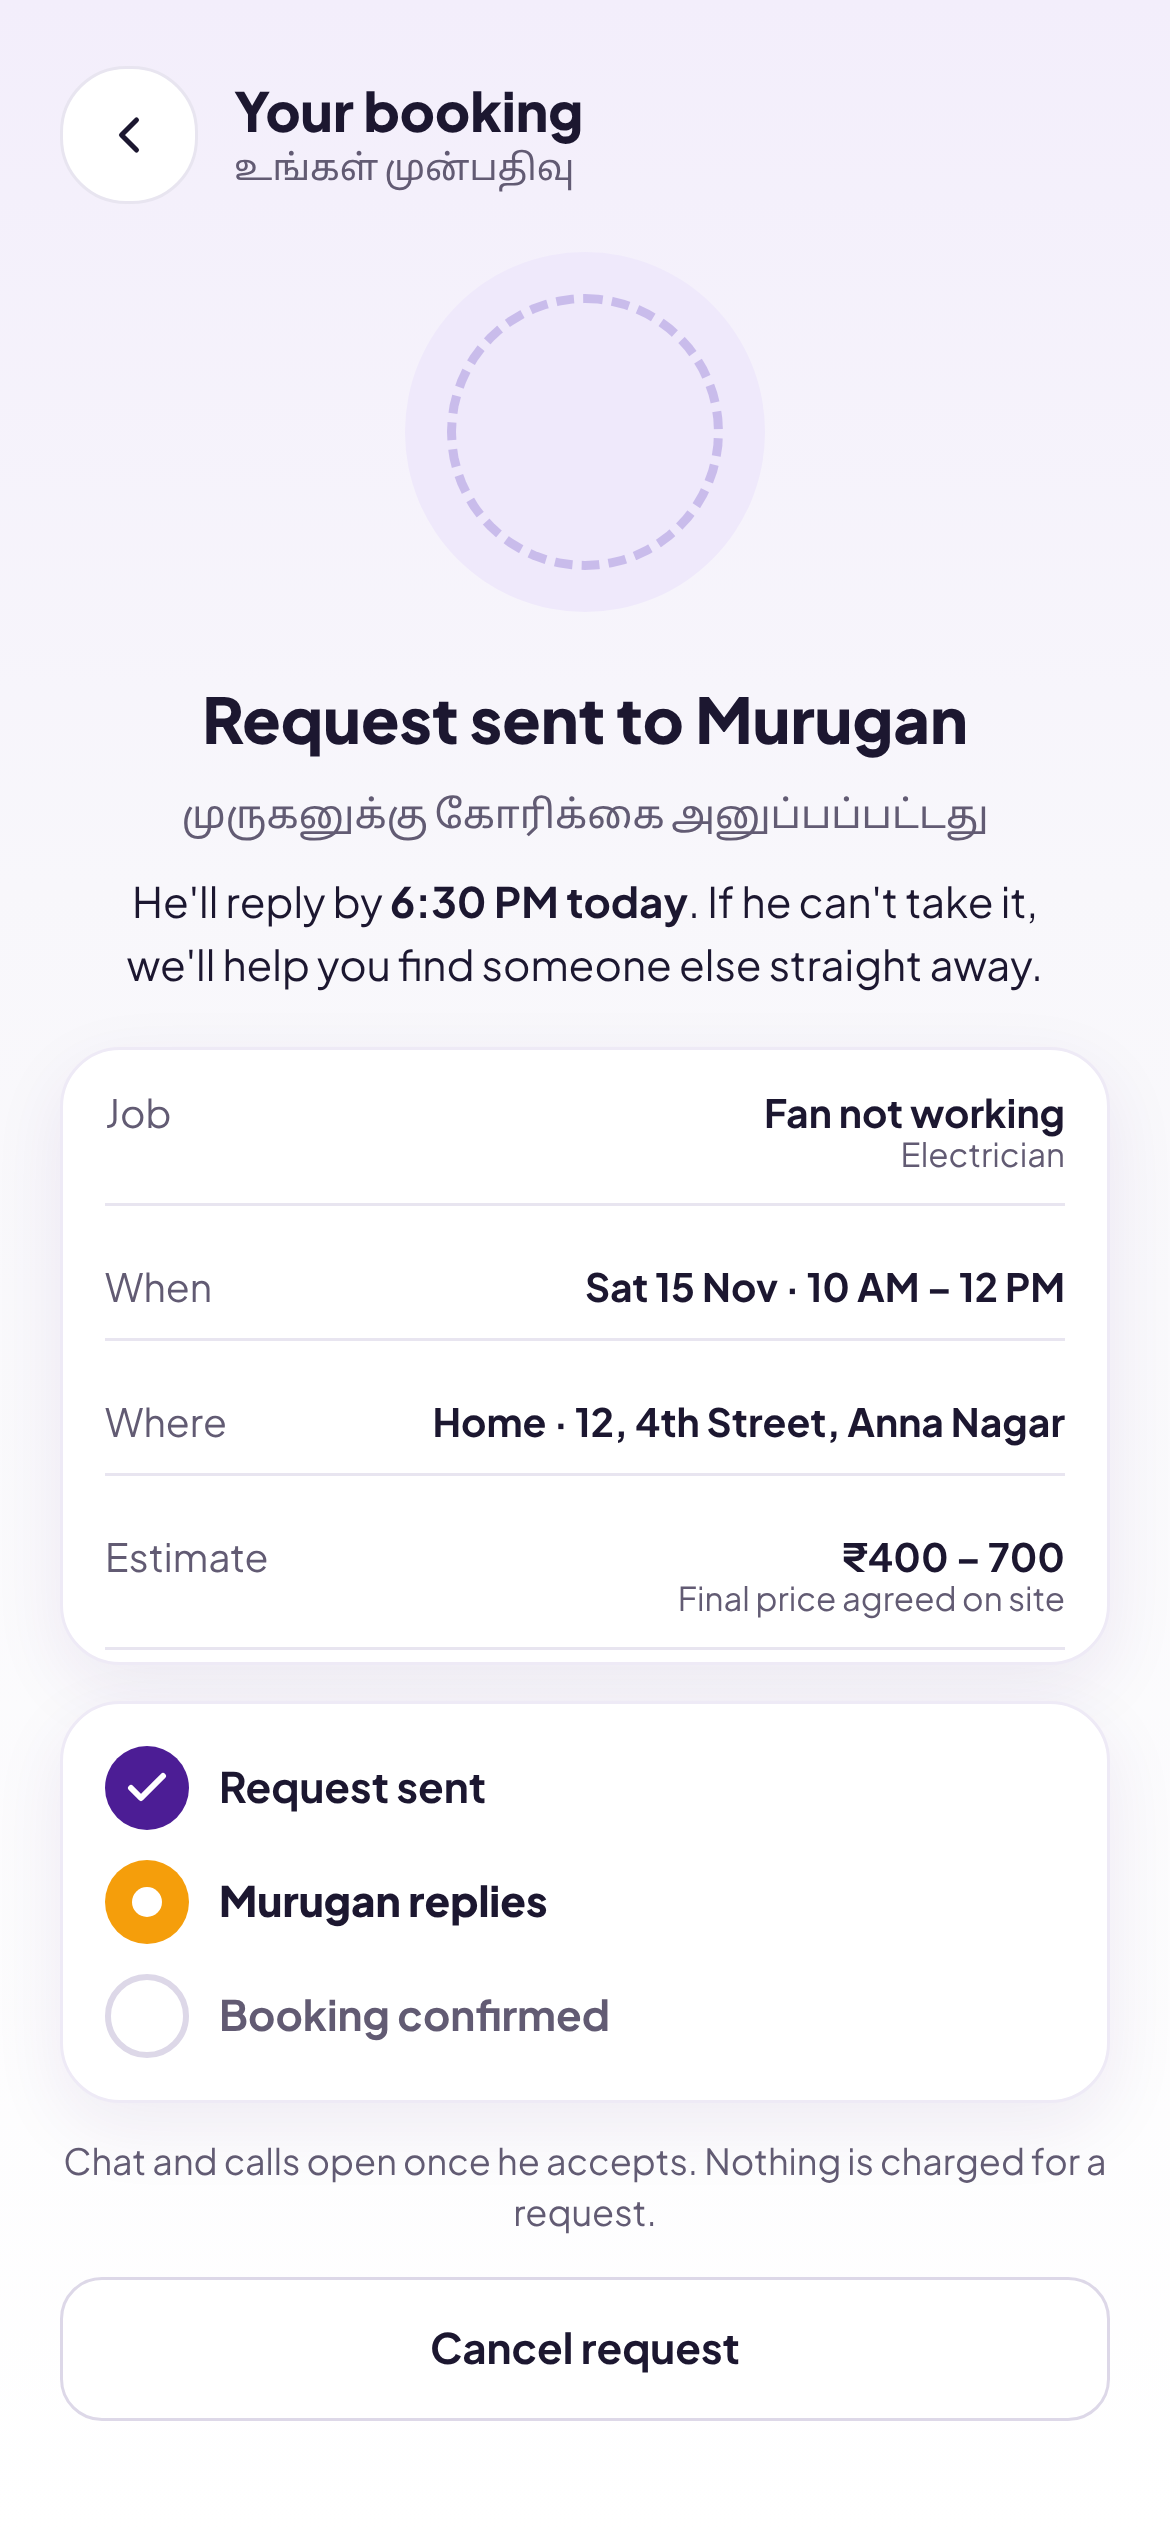 Your booking
உங்கள் முன்பதிவு
Request sent to Murugan
முருகனுக்கு கோரிக்கை அனுப்பப்பட்டது
He'll reply by 6:30 PM today. If he can't take it,
we'll help you find someone else straight away.
Job
Fan not working
Electrician
When
Sat 15 Nov · 10 AM – 12 PM
Where
Home · 12, 4th Street, Anna Nagar
Estimate
₹400 – 700
Final price agreed on site
Request sent
Murugan replies
Booking confirmed
Chat and calls open once he accepts. Nothing is charged for a
request.
Cancel request